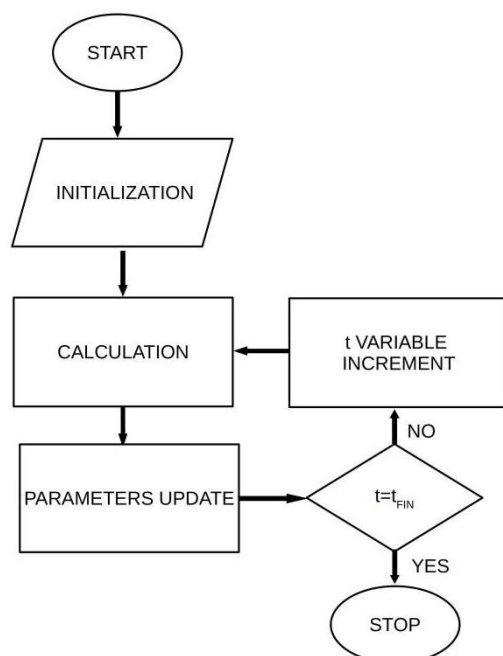 START
INITIALIZATION
CALCULATION
t VARIABLE
INCREMENT
NO
PARAMETERS UPDATE
t=tFIN
YES
STOP